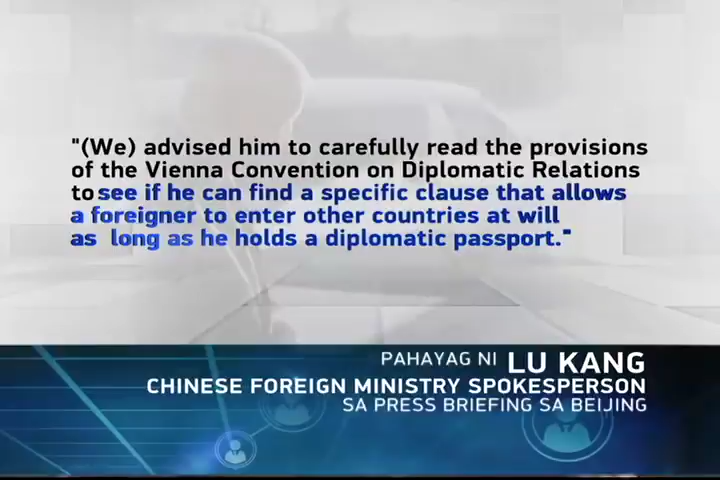 "(We) advised him to carefully read the provisions
of the Vienna Convention on Diplomatic Relations
to see if he can find a specific clause that allows
a foreigner to enter other countries at will
as long as he holds a diplomatic passport."
PAHAYAG NI LU KANG
CHINESE FOREIGN MINISTRY SPOKESPERSON
SA PRESS BRIEFING SA BEIJING